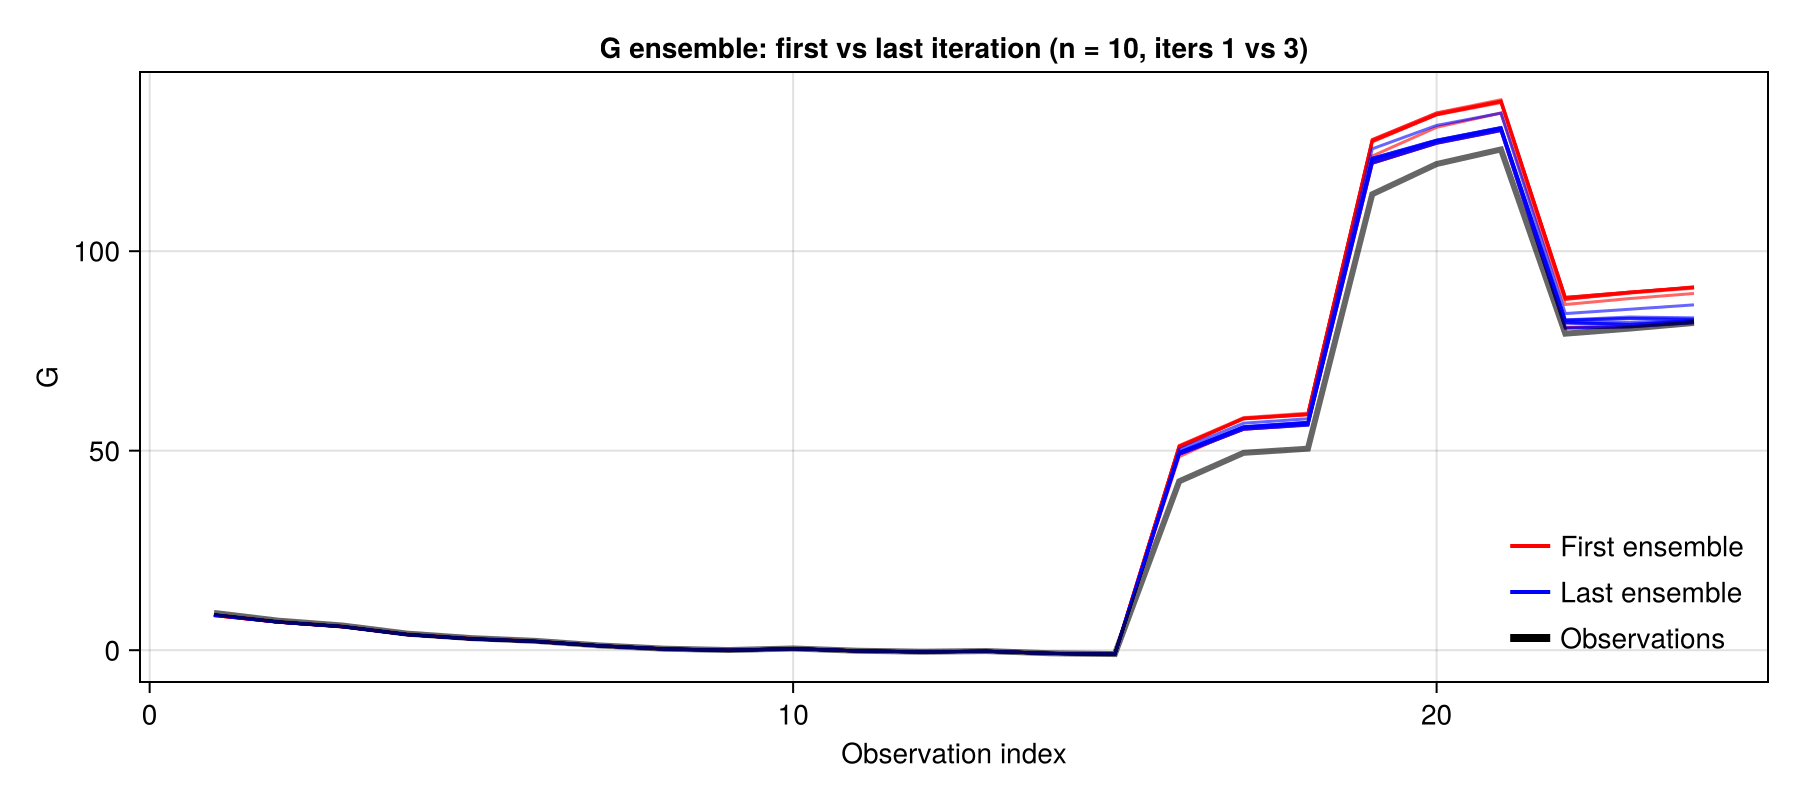 G ensemble: first vs last iteration (n = 10, iters 1 vs 3)
100
50
0
G
0
10
20
Observation index
First ensemble
Last ensemble
Observations